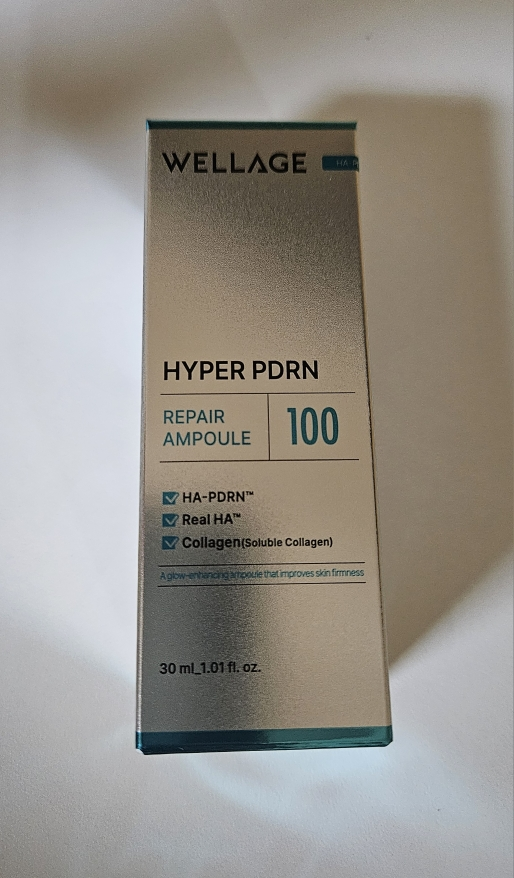 WELLAGE
HYPER PDRN
REPAIR
AMPOULE
100
HA-PDRN™
Real HA™
Collagen(Soluble Collagen)
A glow-enhancing ampoule that improves skin firmness
30 ml_1.01 fl. oz.